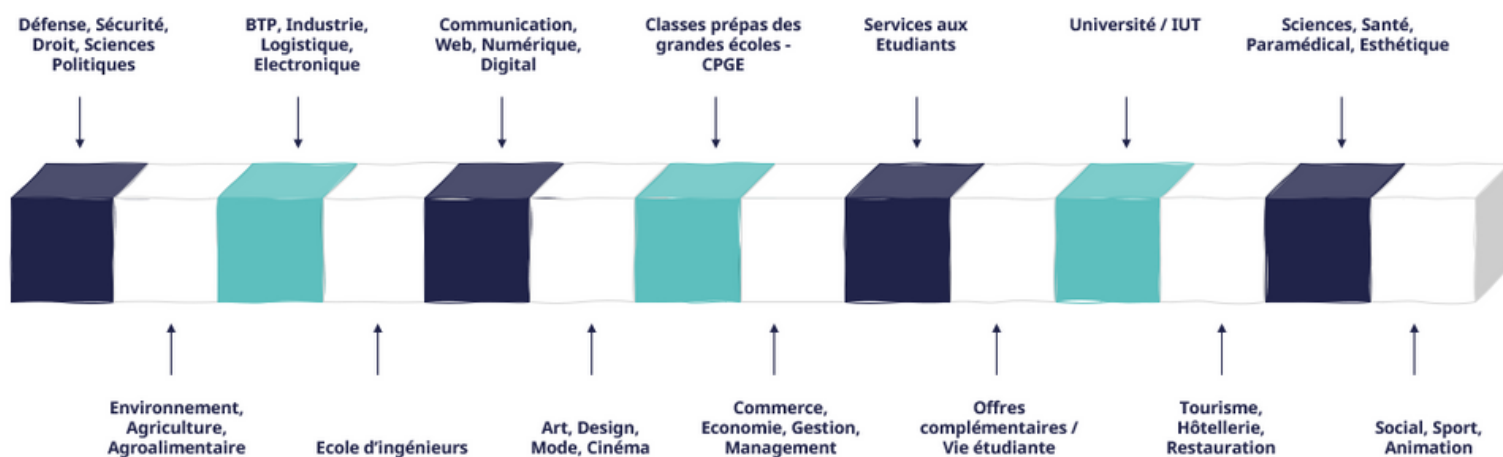 Défense, Sécurité,
Droit, Sciences
Politiques
BTP, Industrie,
Logistique,
Electronique
Communication,
Web, Numérique,
Digital
Classes prépas des
grandes écoles -
CPGE
Services aux
Etudiants
Université / IUT
Sciences, Santé,
Paramédical, Esthétique
Environnement,
Agriculture,
Agroalimentaire
Ecole d'ingénieurs
Art, Design,
Mode, Cinéma
Commerce,
Economie, Gestion,
Management
Offres
complémentaires /
Vie étudiante
Tourisme,
Hôtellerie,
Restauration
Social, Sport,
Animation